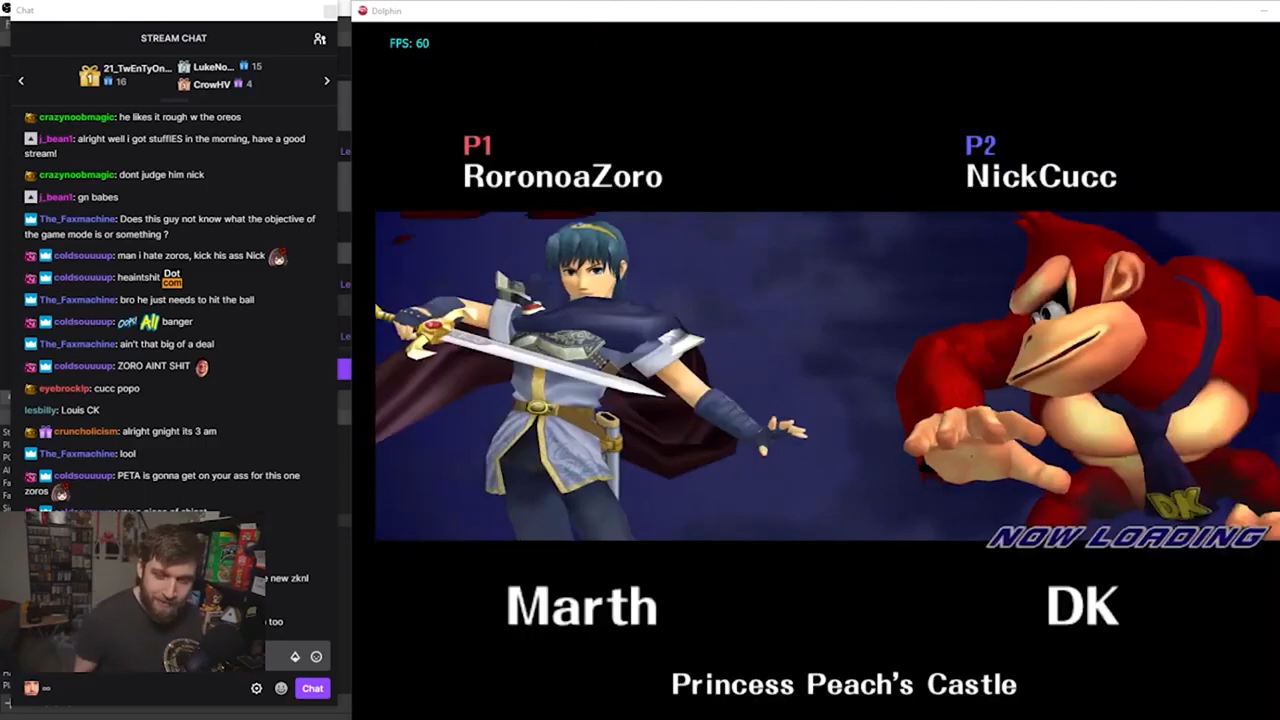 Chat
STREAM CHAT
21_TwEnTyOn...
16
LukeNo...
15
CrowHV
4
crazynoobmagic: he likes it rough w the oreos
j_bean1: alright well i got stuffIES in the morning, have a good
stream!
crazynoobmagic: dont judge him nick
j_bean1: gn babes
The_Faxmachine: Does this guy not know what the objective of
the game mode is or something ?
coldsouuuup: man i hate zoros, kick his ass Nick
coldsouuuup: heaintshit Dot com
The_Faxmachine: bro he just needs to hit the ball
coldsouuuup: OOPS! All banger
The_Faxmachine: ain't that big of a deal
coldsouuuup: ZORO AINT SHIT
eyebrocklp: cucc popo
lesbilly: Louis CK
cruncholicism: alright gnight its 3 am
The_Faxmachine: lool
coldsouuuup: PETA is gonna get on your ass for this one
zoros
e new zknl
too
Chat
Dolphin
FPS: 60
P1
RoronoaZoro
P2
NickCucc
DK
NOW LOADING
Marth
DK
Princess Peach's Castle